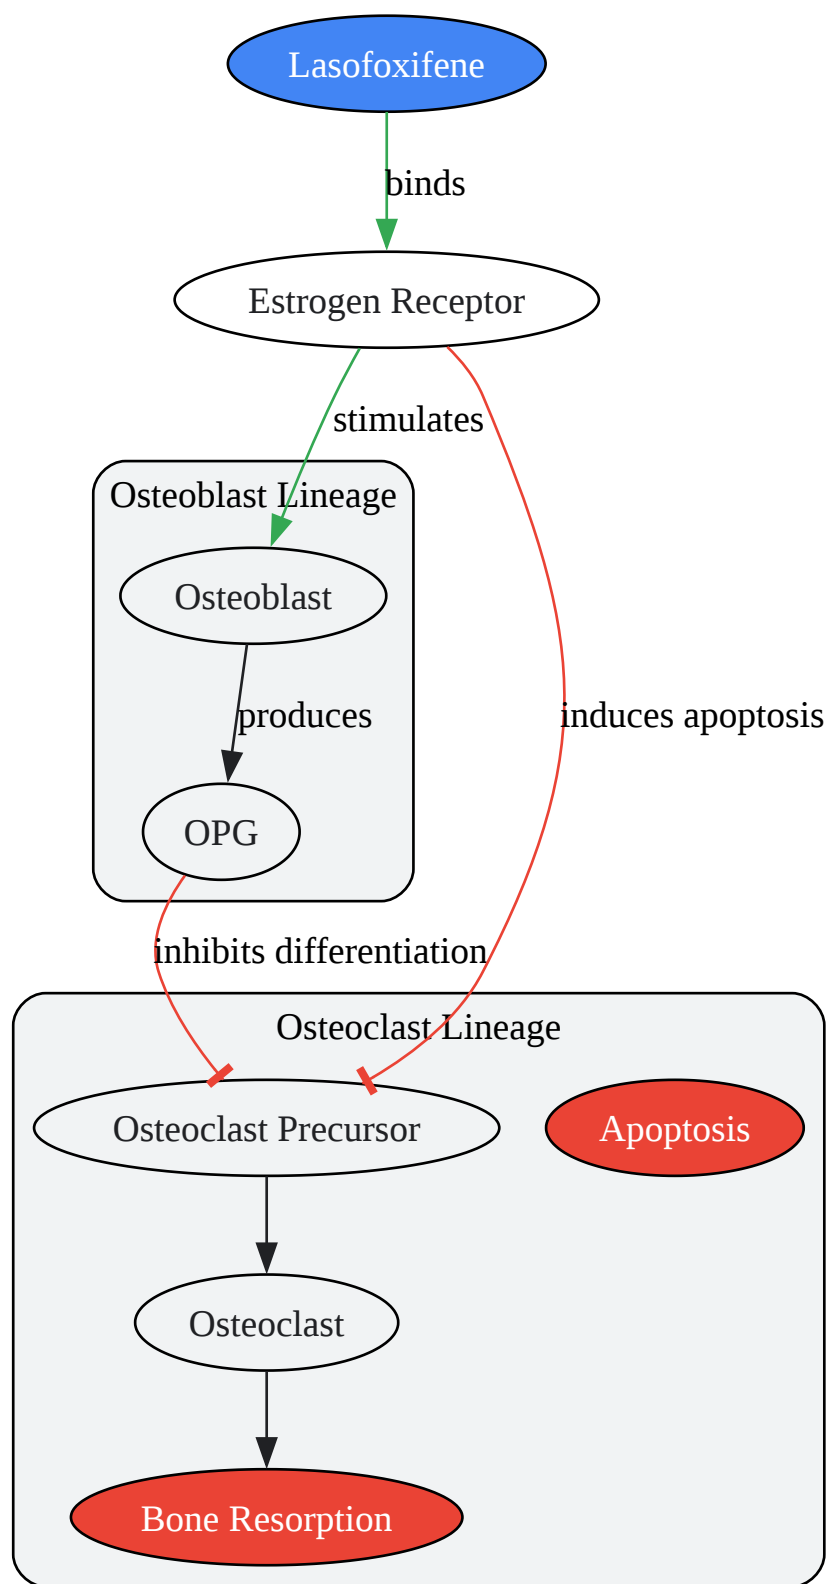 Lasofoxifene
binds
Estrogen Receptor
stimulates
Osteoblast Lineage
Osteoblast
produces
induces apoptosis
OPG
inhibits differentiation
Osteoclast Lineage
Osteoclast Precursor
Apoptosis
Osteoclast
Bone Resorption